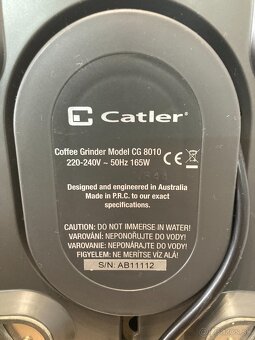 Catler®
Coffee Grinder Model CG 8010
220-240V ~ 50Hz 165W
CE
Designed and engineered in Australia
Made in P.R.C. to our exact
specifications.
CAUTION: DO NOT IMMERSE IN WATER!
VAROVÁNÍ: NEPONOŘUJTE DO VODY!
VAROVANIE: NEPONÁRAJTE DO VODY!
FIGYELEM: NE MERÍTSE VÍZ ALÁ!
S/N: AB11112